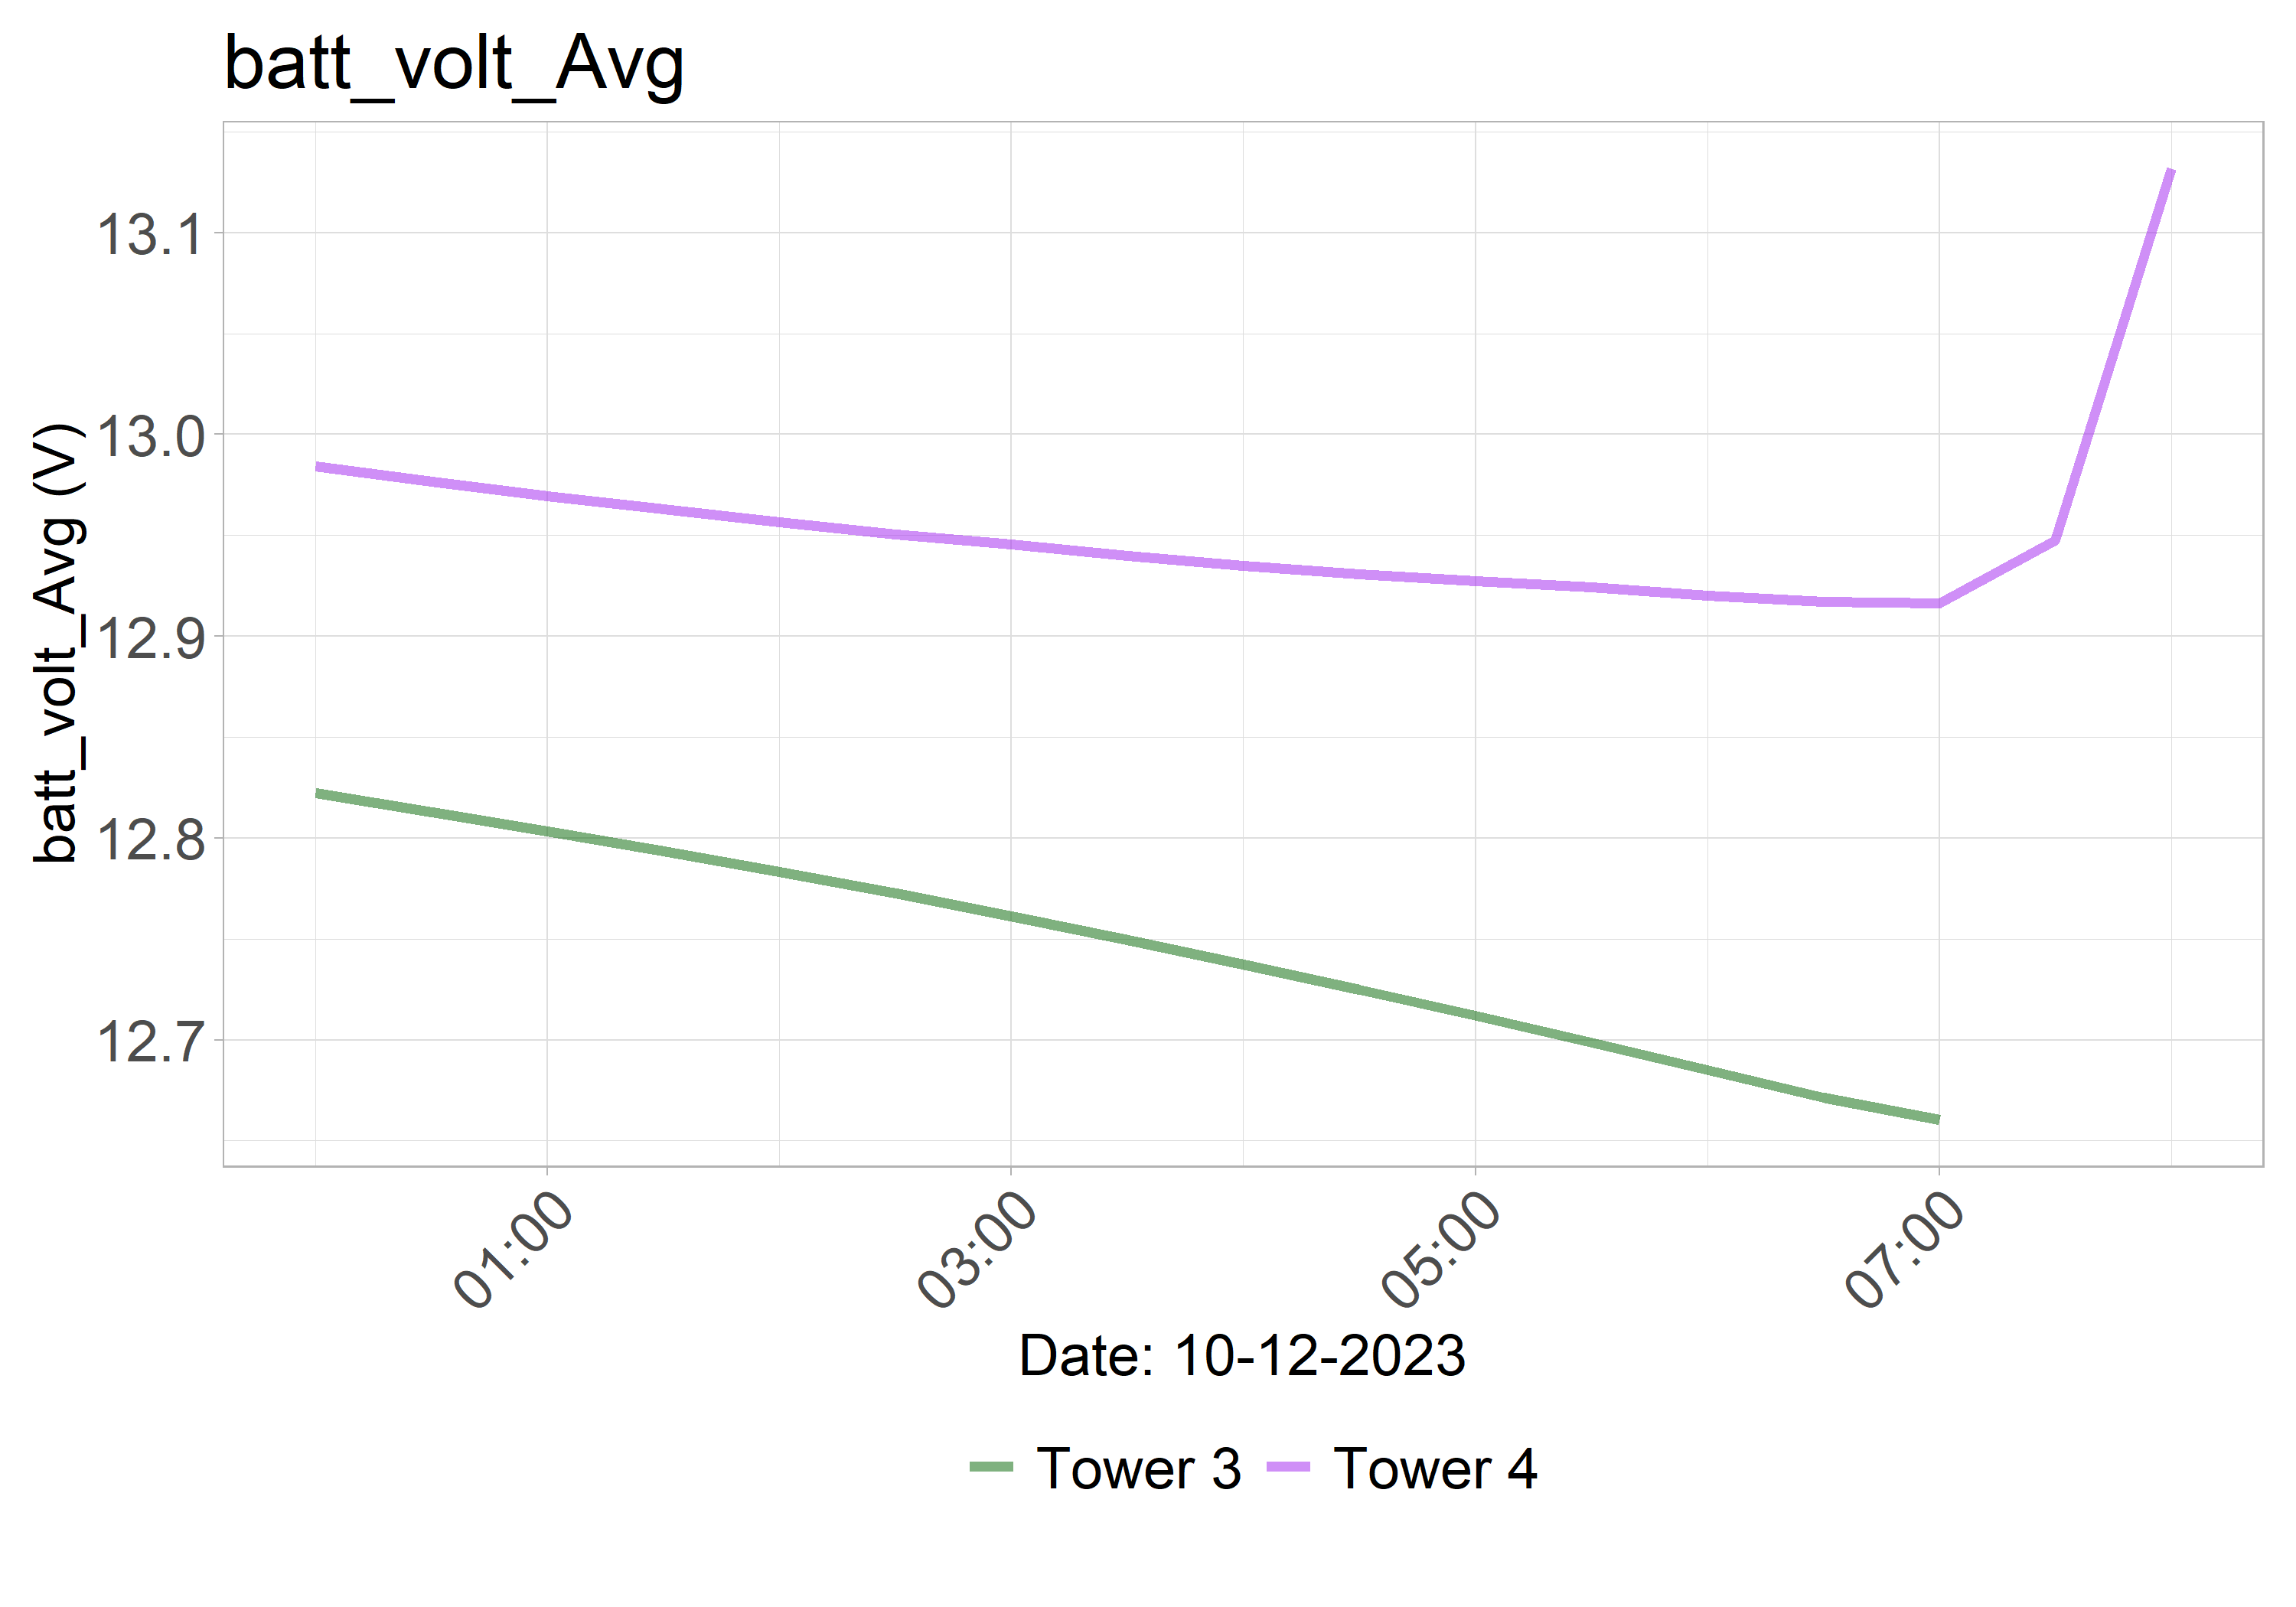 batt_volt_Avg
batt_volt_Avg (V)
13.1
13.0
12.9
12.8
12.7
01:00
03:00
05:00
07:00
Date: 10-12-2023
Tower 3
Tower 4